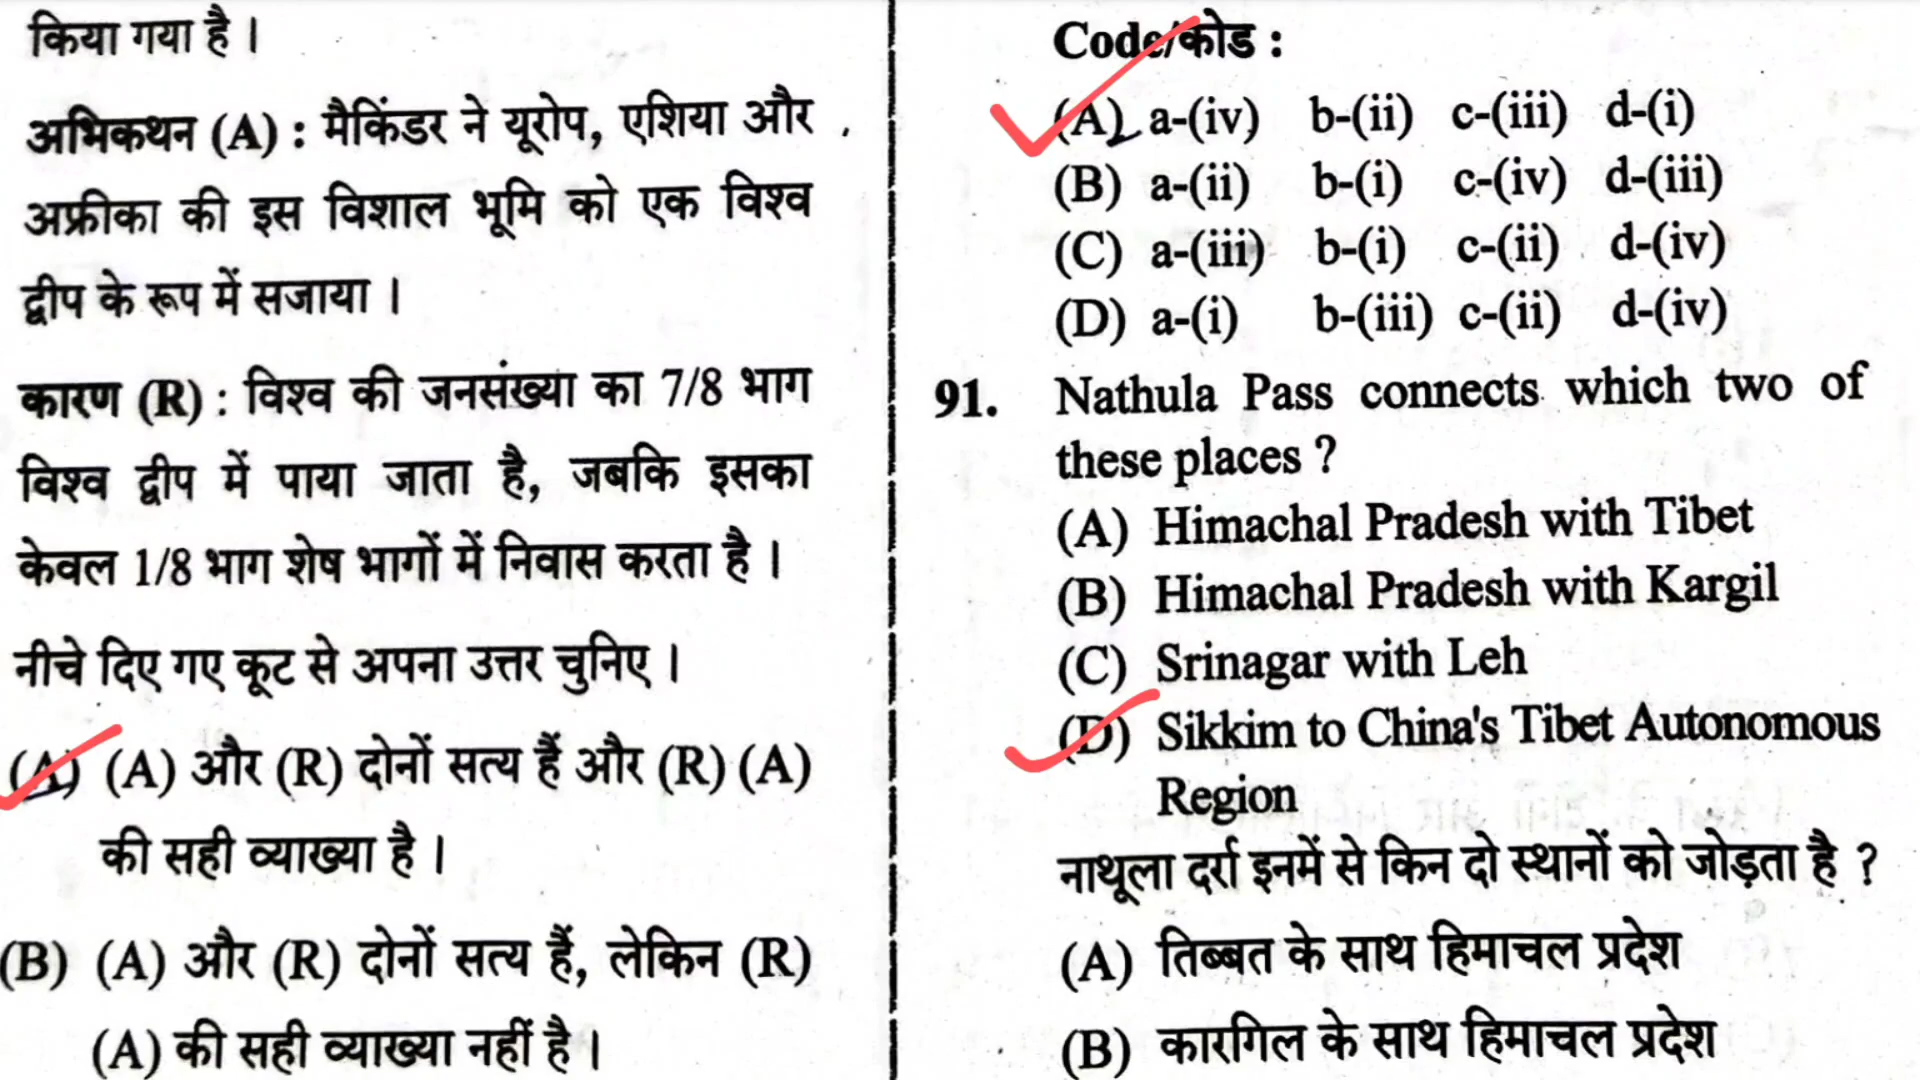 किया गया है ।
अभिकथन (A) : मैकिंडर ने यूरोप, एशिया और
अफ्रीका की इस विशाल भूमि को एक विश्व
द्वीप के रूप में सजाया ।
कारण (R) : विश्व की जनसंख्या का 7/8 भाग
विश्व द्वीप में पाया जाता है, जबकि इसका
केवल 1/8 भाग शेष भागों में निवास करता है ।
नीचे दिए गए कूट से अपना उत्तर चुनिए ।
(A) (A) और (R) दोनों सत्य हैं और (R) (A)
की सही व्याख्या है ।
(B) (A) और (R) दोनों सत्य हैं, लेकिन (R)
(A) की सही व्याख्या नहीं है ।
Code/कोड :
(A) a-(iv) b-(ii) c-(iii) d-(i)
(B) a-(ii) b-(i) c-(iv) d-(iii)
(C) a-(iii) b-(i) c-(ii) d-(iv)
(D) a-(i) b-(iii) c-(ii) d-(iv)
91. Nathula Pass connects which two of
these places ?
(A) Himachal Pradesh with Tibet
(B) Himachal Pradesh with Kargil
(C) Srinagar with Leh
(D) Sikkim to China's Tibet Autonomous
Region
नाथूला दर्रा इनमें से किन दो स्थानों को जोड़ता है ?
(A) तिब्बत के साथ हिमाचल प्रदेश
(B) कारगिल के साथ हिमाचल प्रदेश